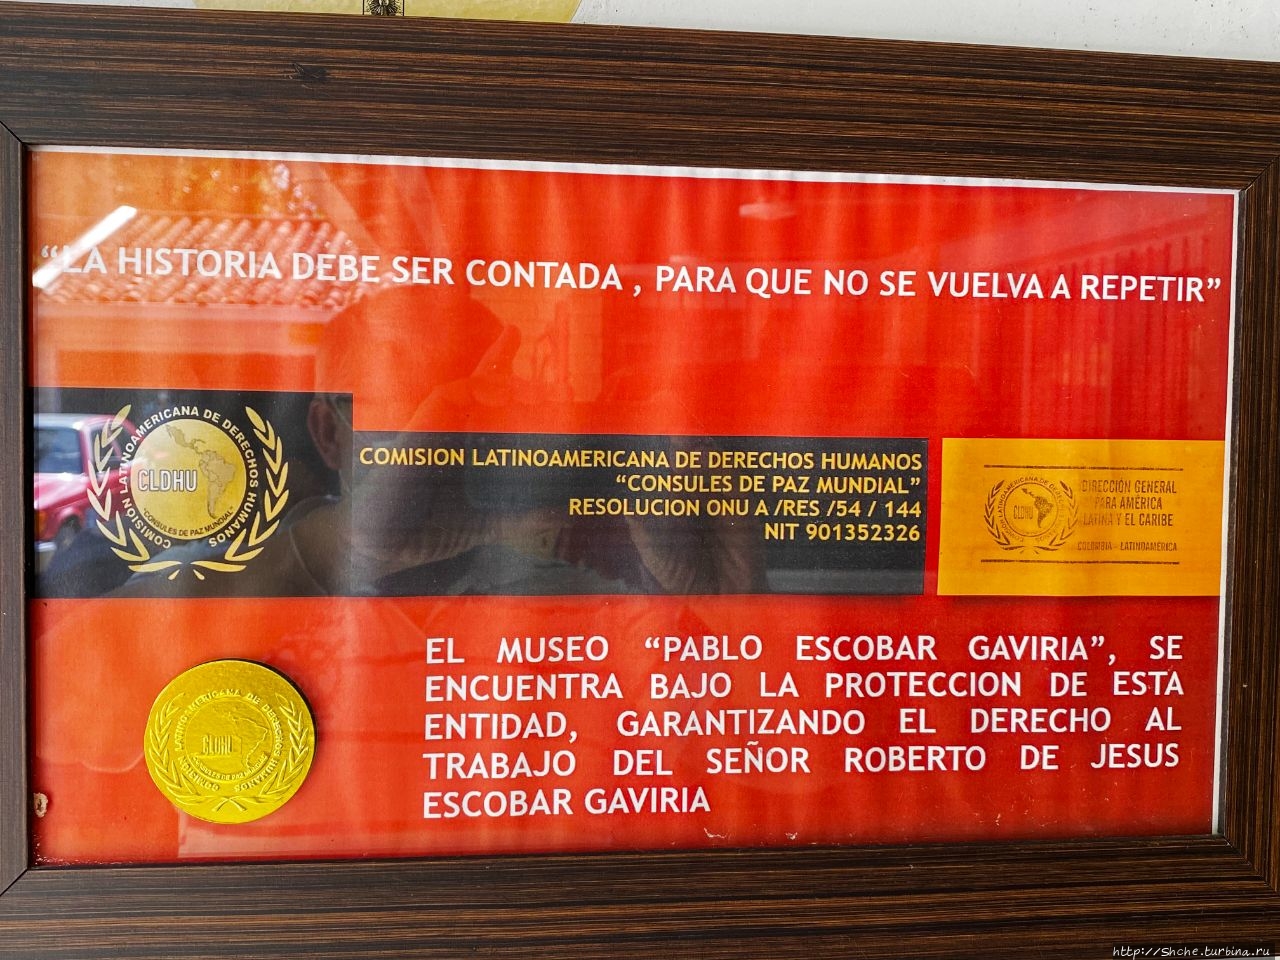 “LA HISTORIA DEBE SER CONTADA , PARA QUE NO SE VUELVA A REPETIR”
COMISION LATINOAMERICANA DE DERECHOS HUMANOS
CLDHU
"CONSULES DE PAZ MUNDIAL"
COMISION LATINOAMERICANA DE DERECHOS HUMANOS
“CONSULES DE PAZ MUNDIAL”
RESOLUCION ONU A /RES /54 / 144
NIT 901352326
CLDHU
DIRECCIÓN GENERAL
PARA AMÉRICA
LATINA Y EL CARIBE
COLOMBIA - LATINOAMÉRICA
EL MUSEO “PABLO ESCOBAR GAVIRIA”, SE
ENCUENTRA BAJO LA PROTECCION DE ESTA
ENTIDAD, GARANTIZANDO EL DERECHO AL
TRABAJO DEL SEÑOR ROBERTO DE JESUS
ESCOBAR GAVIRIA
CLDHU
http://Shche.turbina.ru